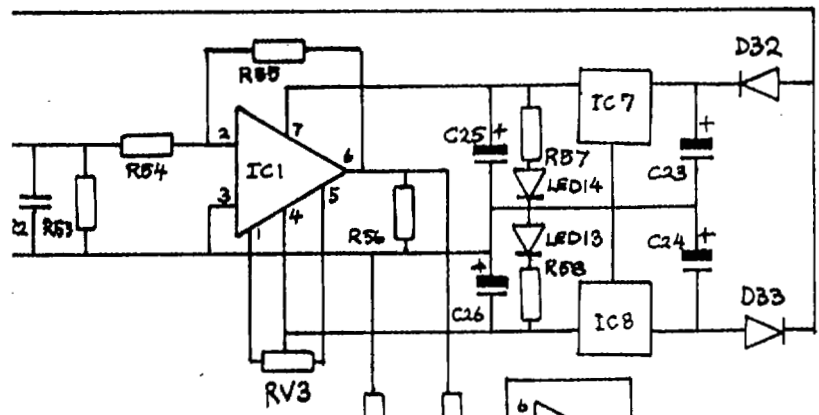 D32
R55
IC7
2
7
C25
+
+
R54
IC1
6
R57
C23
3
5
LED14
R53
4
R56
LED13
C24
+
1
+
R58
D33
C26
IC8
RV3
6